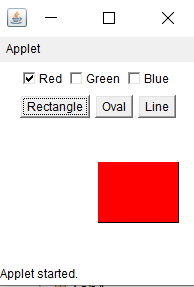 Applet
Red Green Blue
Rectangle Oval Line
Applet started.